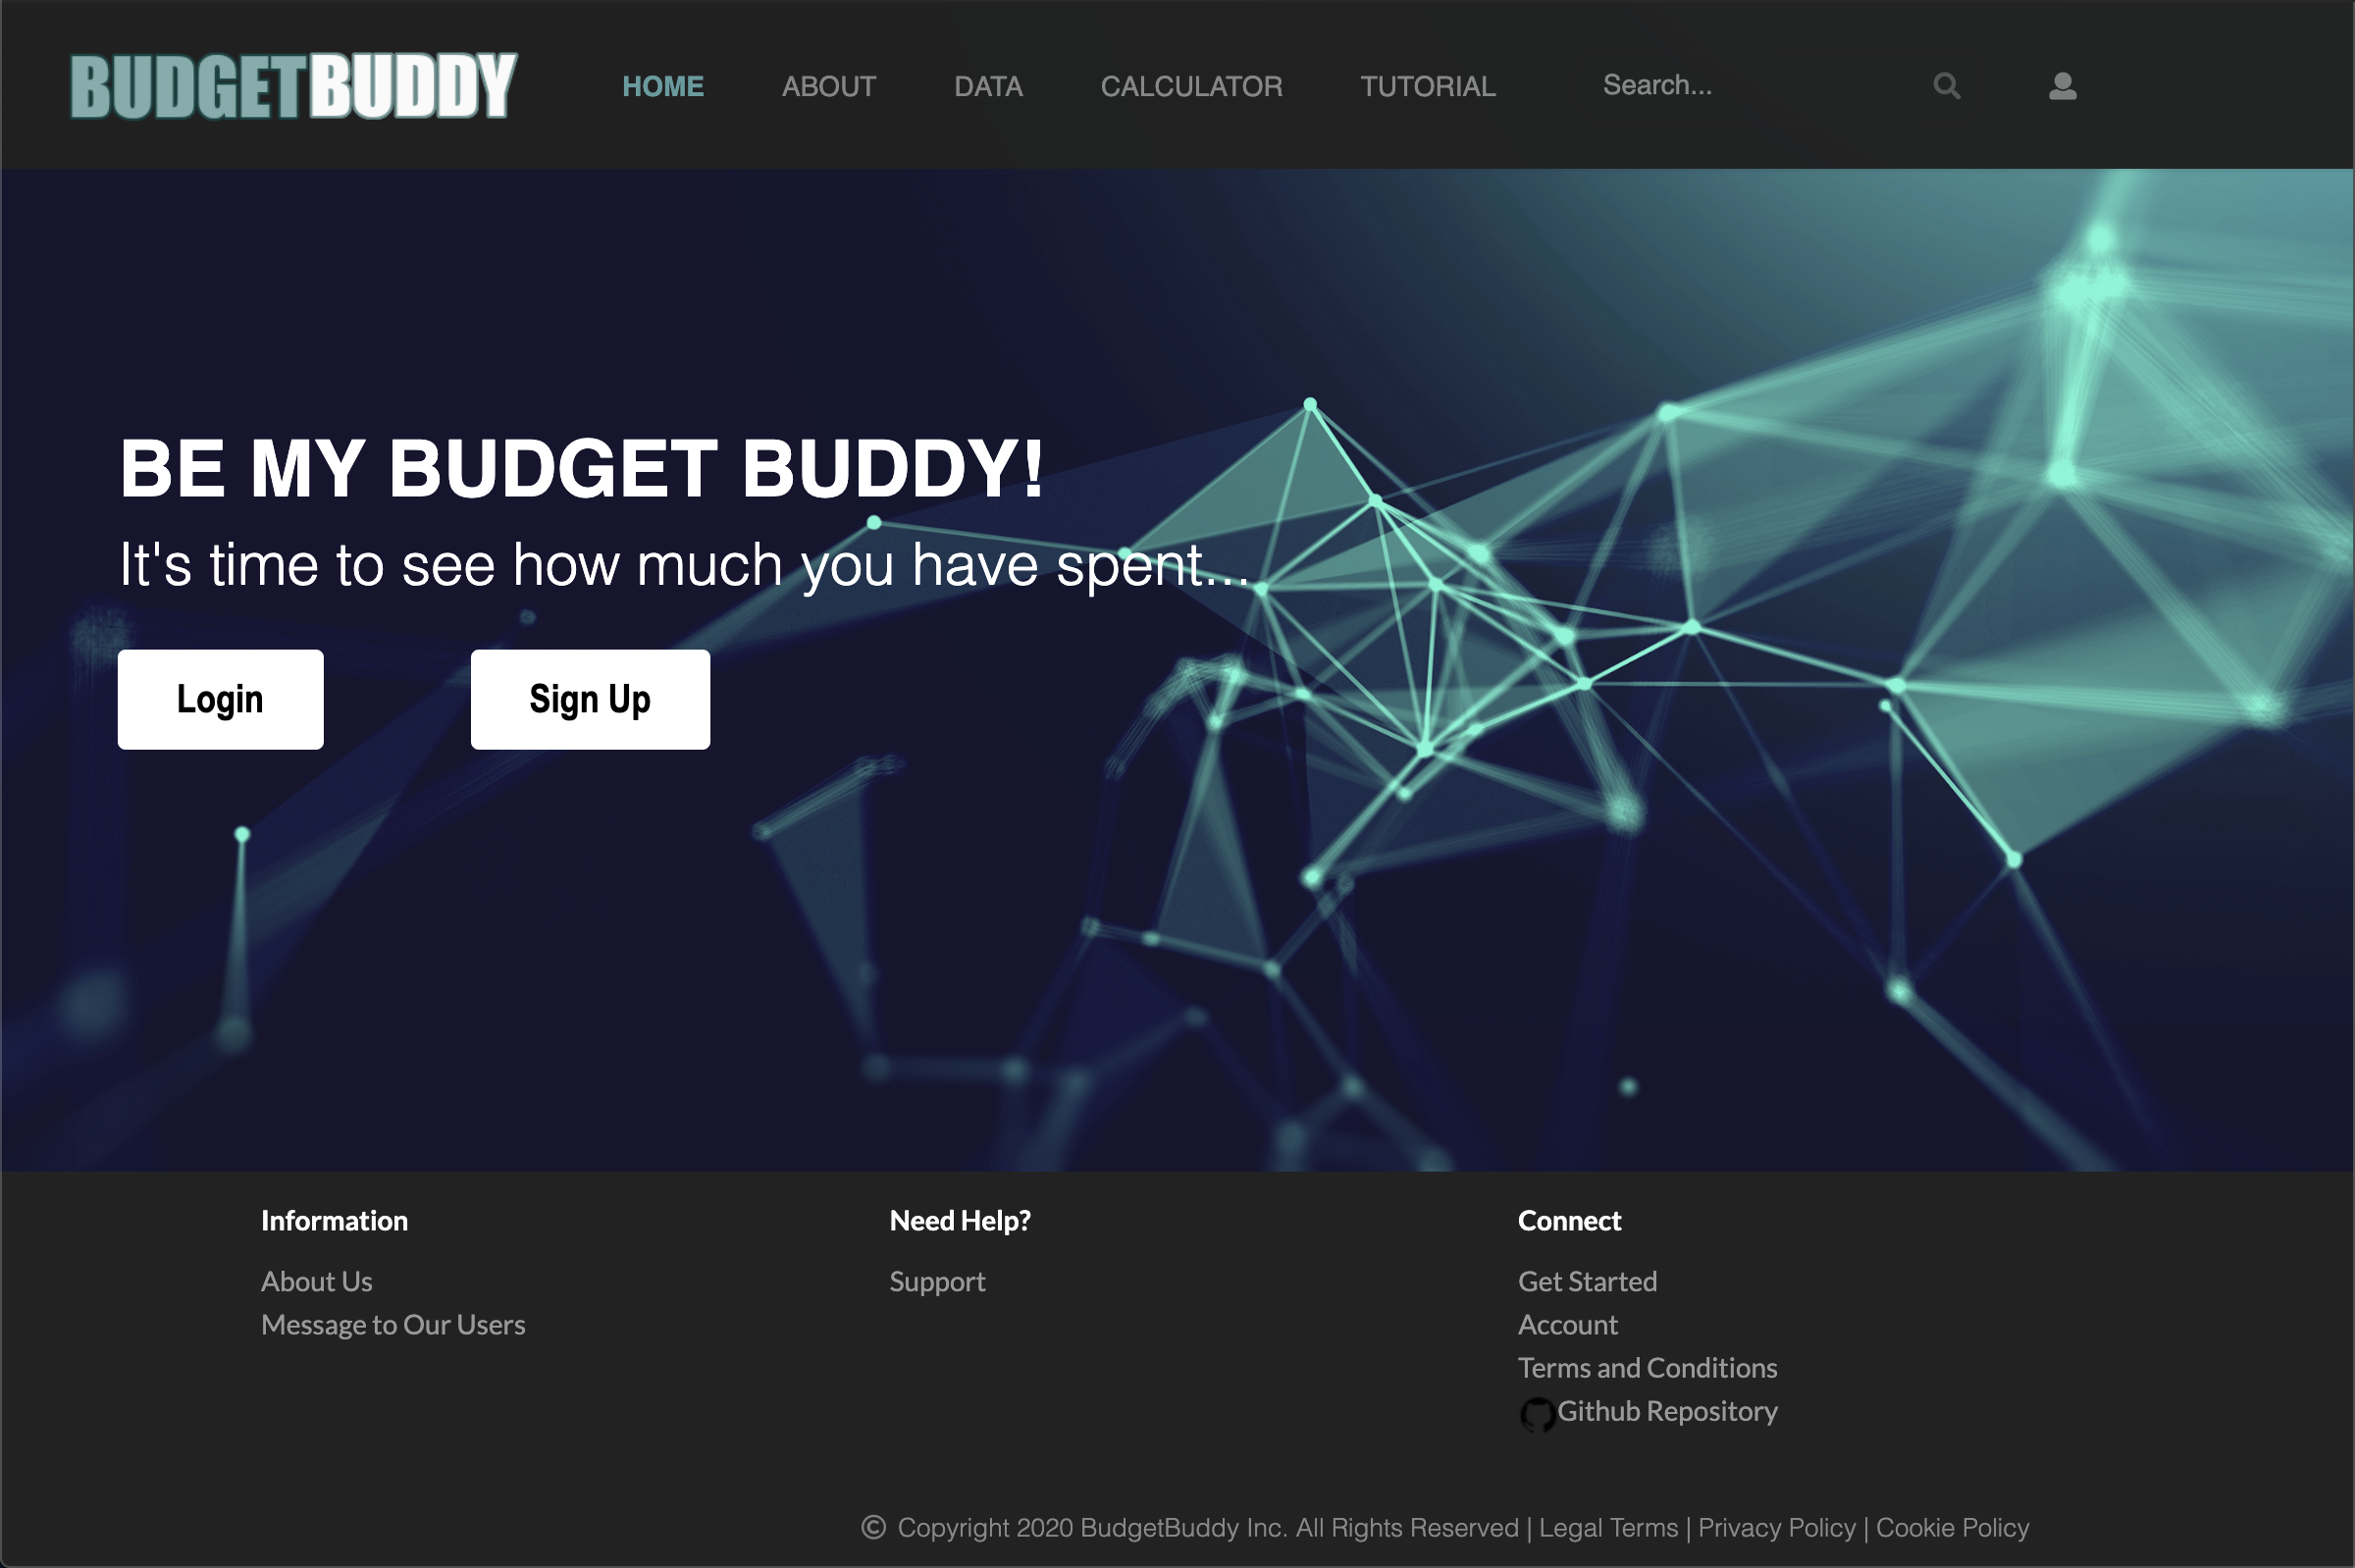 BUDGETBUDDY
HOME ABOUT DATA CALCULATOR TUTORIAL Search...
BE MY BUDGET BUDDY!
It's time to see how much you have spent...
Login Sign Up
Information
About Us
Message to Our Users
Need Help?
Support
Connect
Get Started
Account
Terms and Conditions
Github Repository
© Copyright 2020 BudgetBuddy Inc. All Rights Reserved | Legal Terms | Privacy Policy | Cookie Policy